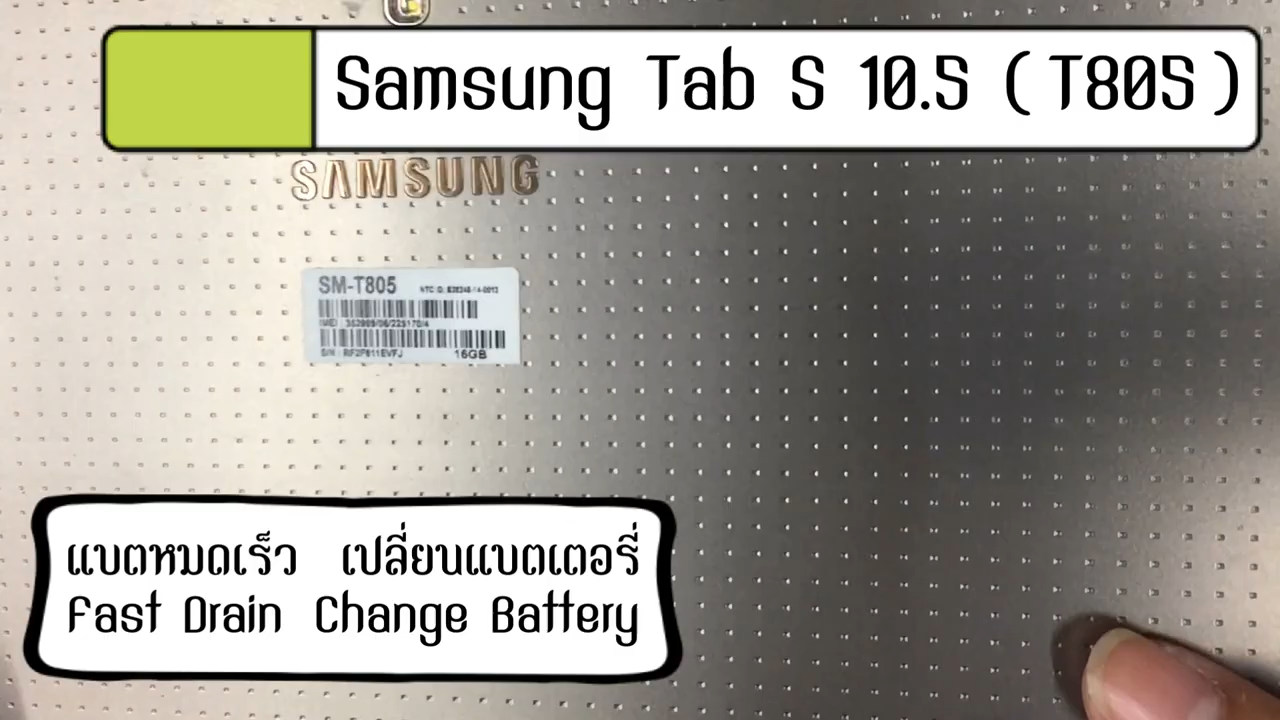 Samsung Tab S 10.5 ( T805 )
SAMSUNG
SM-T805
16GB
แบตหมดเร็ว เปลี่ยนแบตเตอรี่
Fast Drain Change Battery